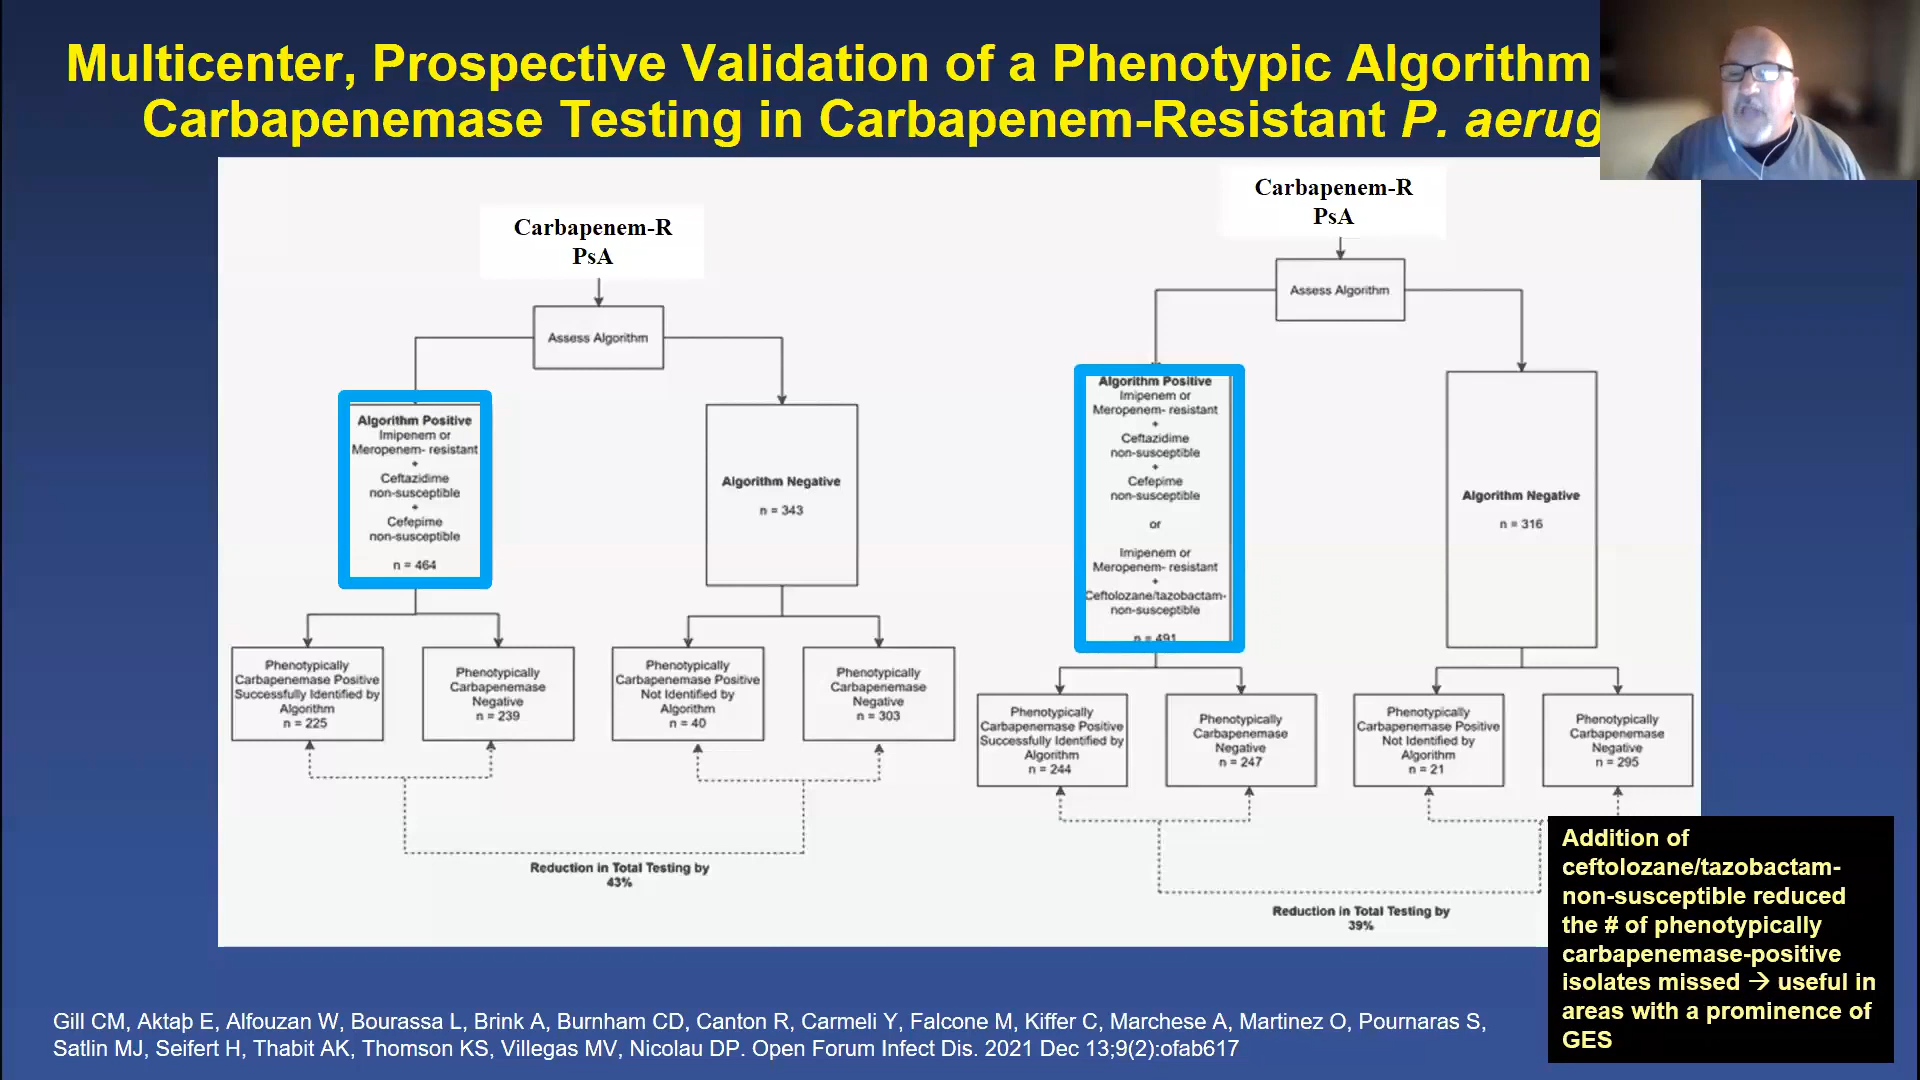 Multicenter, Prospective Validation of a Phenotypic Algorithm
Carbapenemase Testing in Carbapenem-Resistant P. aerug
Carbapenem-R
PsA
Assess Algorithm
Algorithm Positive
Imipenem or
Meropenem- resistant
+
Ceftazidime
non-susceptible
+
Cefepime
non-susceptible
n = 464
Algorithm Negative
n = 343
Phenotypically
Carbapenemase Positive
Successfully Identified by
Algorithm
n = 225
Phenotypically
Carbapenemase
Negative
n = 239
Phenotypically
Carbapenemase Positive
Not Identified by
Algorithm
n = 40
Phenotypically
Carbapenemase
Negative
n = 303
Reduction in Total Testing by
43%
Carbapenem-R
PsA
Assess Algorithm
Algorithm Positive
Imipenem or
Meropenem- resistant
+
Ceftazidime
non-susceptible
+
Cefepime
non-susceptible
or
Imipenem or
Meropenem- resistant
+
Ceftolozane/tazobactam-
non-susceptible
n = 491
Algorithm Negative
n = 316
Phenotypically
Carbapenemase Positive
Successfully Identified by
Algorithm
n = 244
Phenotypically
Carbapenemase
Negative
n = 247
Phenotypically
Carbapenemase Positive
Not Identified by
Algorithm
n = 21
Phenotypically
Carbapenemase
Negative
n = 295
Reduction in Total Testing by
39%
Addition of
ceftolozane/tazobactam-
non-susceptible reduced
the # of phenotypically
carbapenemase-positive
isolates missed → useful in
areas with a prominence of
GES
Gill CM, Aktaþ E, Alfouzan W, Bourassa L, Brink A, Burnham CD, Canton R, Carmeli Y, Falcone M, Kiffer C, Marchese A, Martinez O, Pournaras S,
Satlin MJ, Seifert H, Thabit AK, Thomson KS, Villegas MV, Nicolau DP. Open Forum Infect Dis. 2021 Dec 13;9(2):ofab617